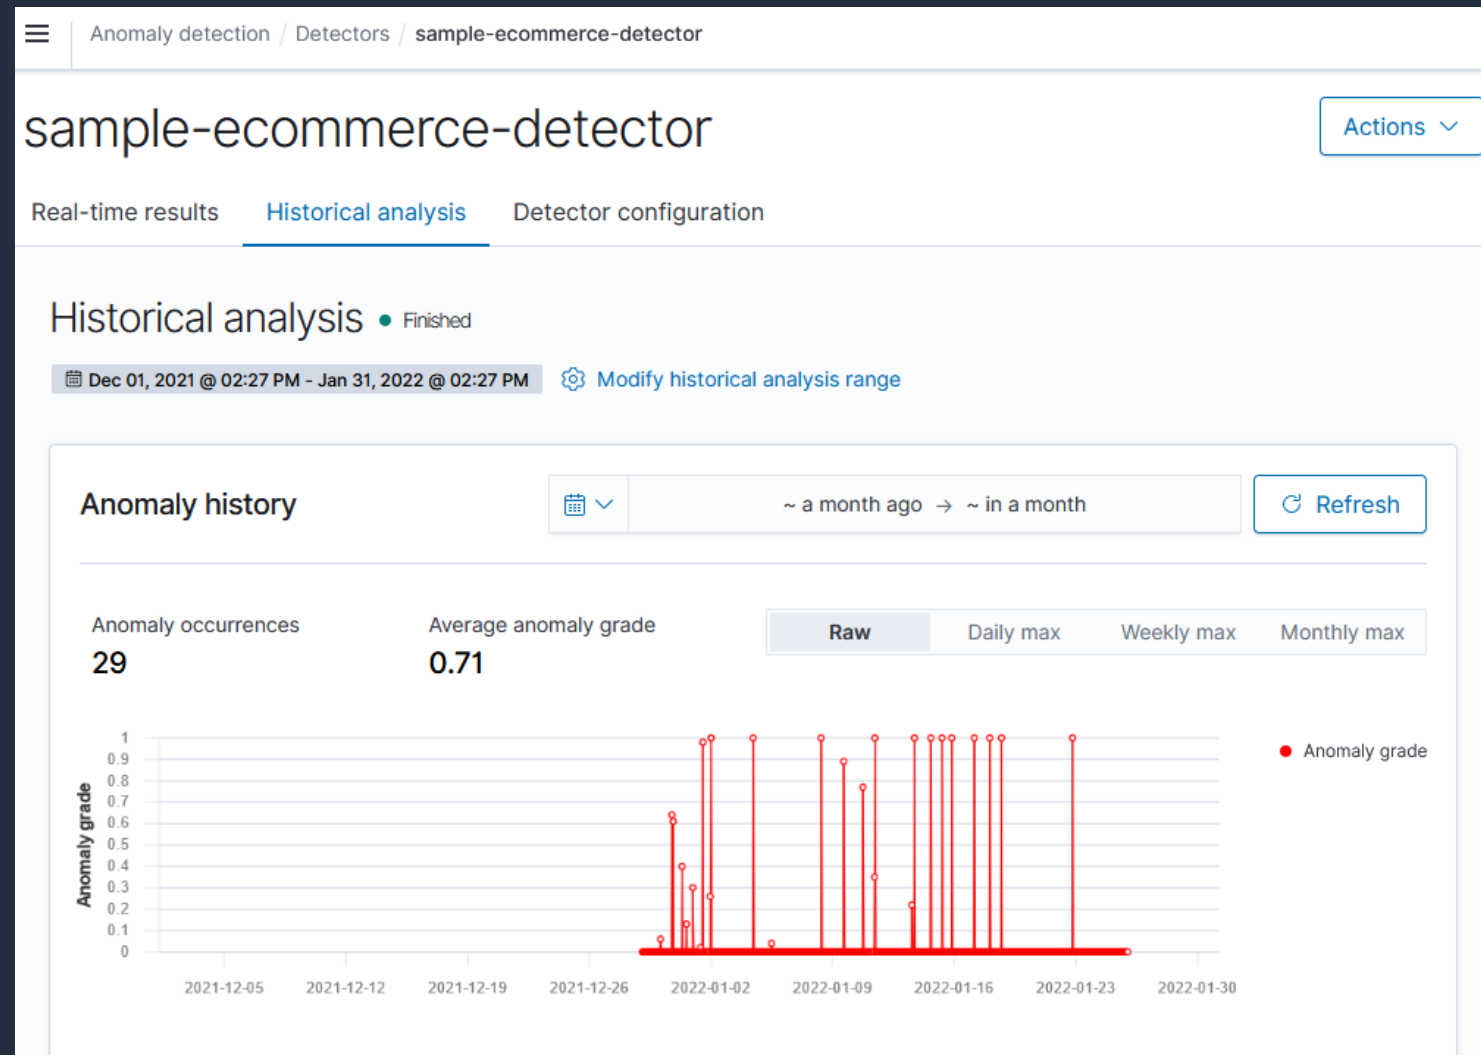 Anomaly detection / Detectors / sample-ecommerce-detector
sample-ecommerce-detector
Actions
Real-time results Historical analysis Detector configuration
Historical analysis • Finished
Dec 01, 2021 @ 02:27 PM - Jan 31, 2022 @ 02:27 PM Modify historical analysis range
Anomaly history ~ a month ago → ~ in a month Refresh
Anomaly occurrences Average anomaly grade Raw Daily max Weekly max Monthly max
29 0.71
Anomaly grade
1
0.9
0.8
0.7
0.6
0.5
0.4
0.3
0.2
0.1
0
Anomaly grade
2021-12-05 2021-12-12 2021-12-19 2021-12-26 2022-01-02 2022-01-09 2022-01-16 2022-01-23 2022-01-30